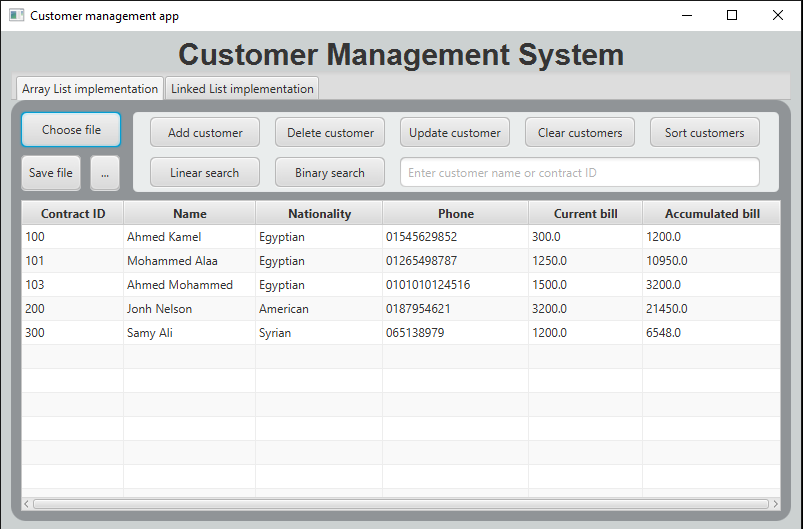 Customer management app
Customer Management System
Array List implementation Linked List implementation
Choose file Add customer Delete customer Update customer Clear customers Sort customers
Save file ... Linear search Binary search Enter customer name or contract ID
Contract ID Name Nationality Phone Current bill Accumulated bill
100 Ahmed Kamel Egyptian 01545629852 300.0 1200.0
101 Mohammed Alaa Egyptian 01265498787 1250.0 10950.0
103 Ahmed Mohammed Egyptian 0101010124516 1500.0 3200.0
200 Jonh Nelson American 0187954621 3200.0 21450.0
300 Samy Ali Syrian 065138979 1200.0 6548.0